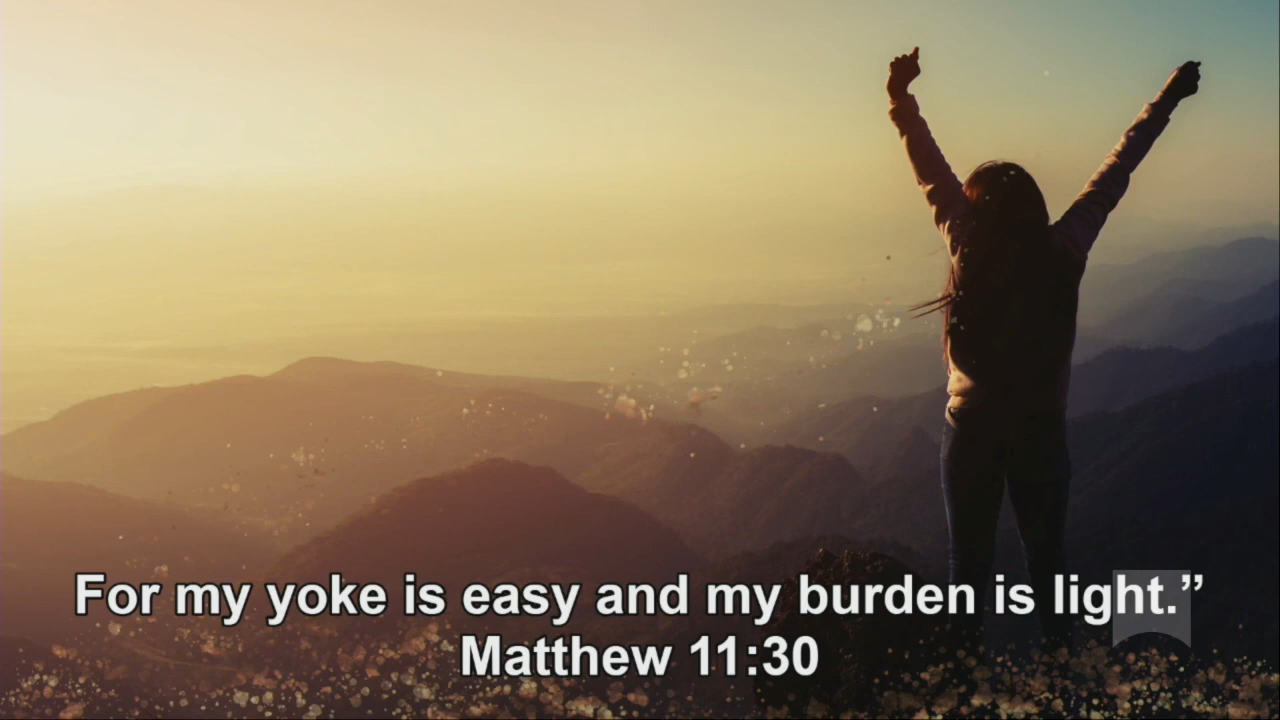 For my yoke is easy and my burden is light.”
Matthew 11:30